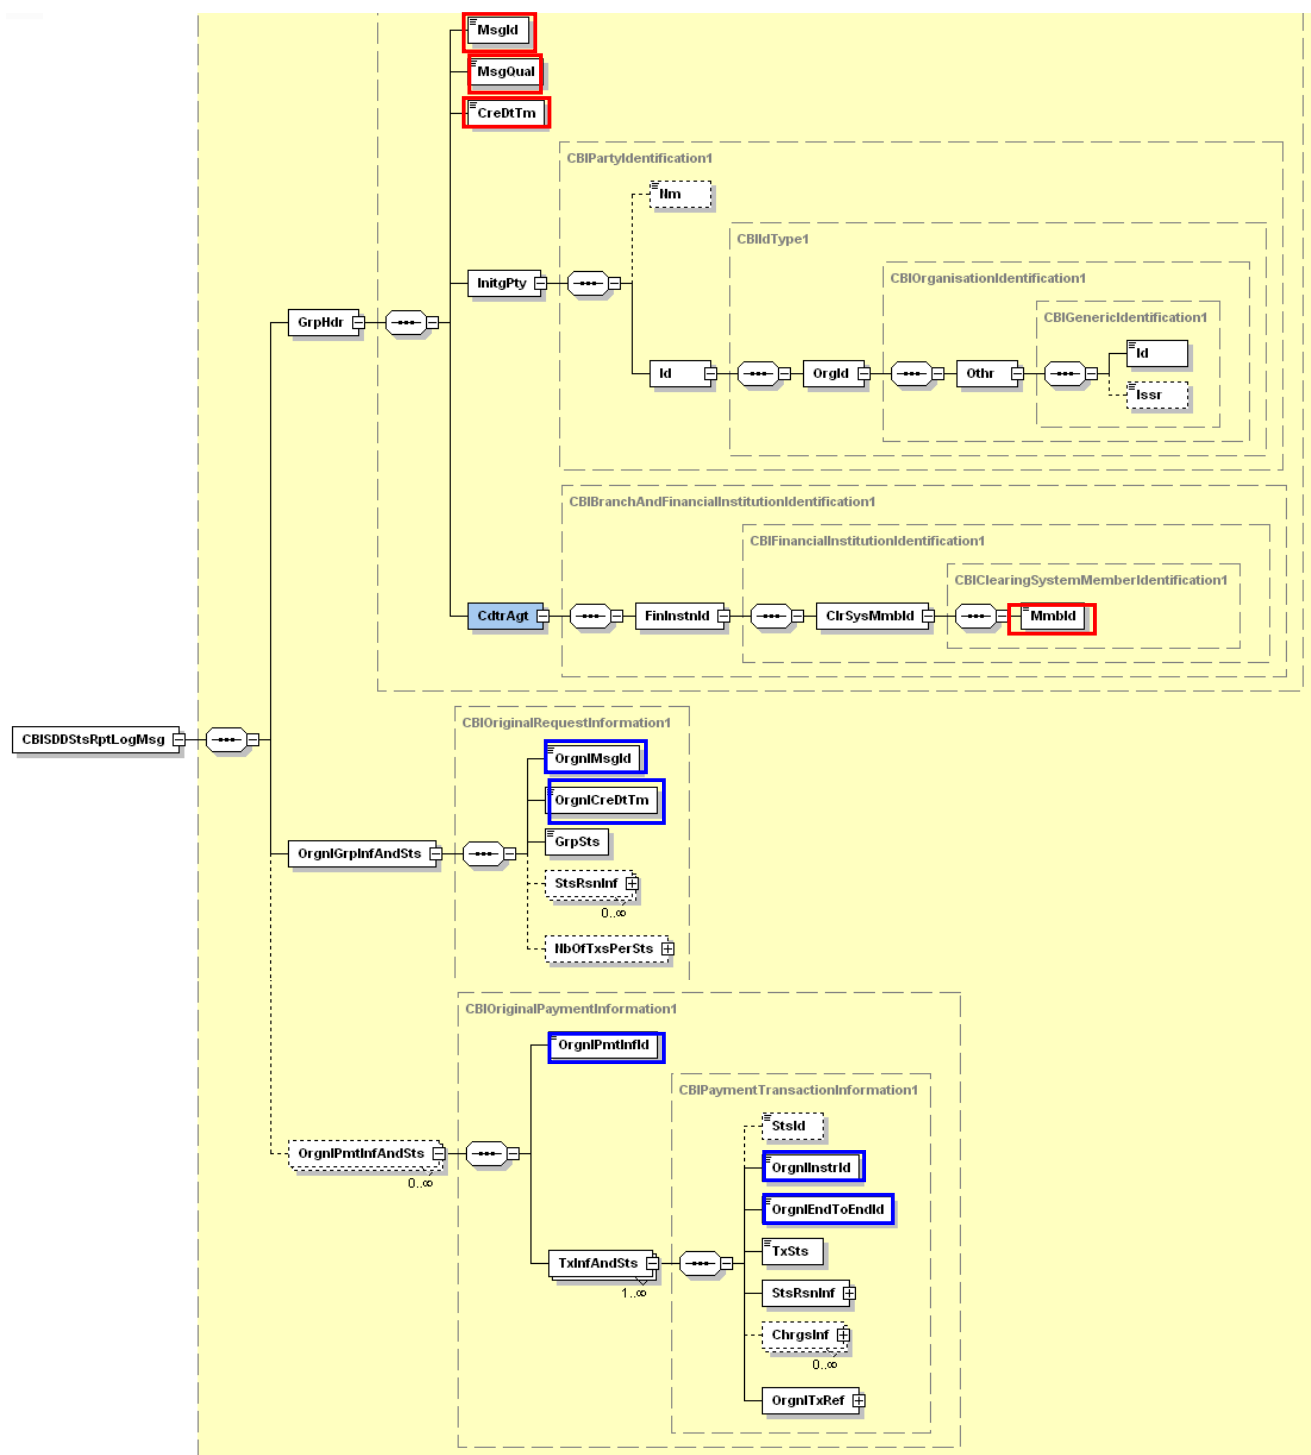 MsgId
MsgQual
CreDtTm
CBIPartyIdentification1
Nm
CBIIdType1
CBIOrganisationIdentification1
InitgPty
CBIGenericIdentification1
GrpHdr
Id
Id
OrgId
Othr
Issr
CBIBranchAndFinancialInstitutionIdentification1
CBIFinancialInstitutionIdentification1
CBIClearingSystemMemberIdentification1
CdtrAgt
FinInstnId
ClrSysMmbId
MmbId
CBIOriginalRequestInformation1
CBISDDStsRptLogMsg
OrgnlMsgId
OrgnlCreDtTm
GrpSts
OrgnlGrpInfAndSts
StsRsnInf
0..∞
NbOfTxsPerSts
CBIOriginalPaymentInformation1
OrgnlPmtInfId
CBIPaymentTransactionInformation1
StsId
OrgnlPmtInfAndSts
0..∞
OrgnlInstrId
OrgnlEndToEndId
TxSts
TxInfAndSts
1..∞
StsRsnInf
ChrgsInf
0..∞
OrgnlTxRef